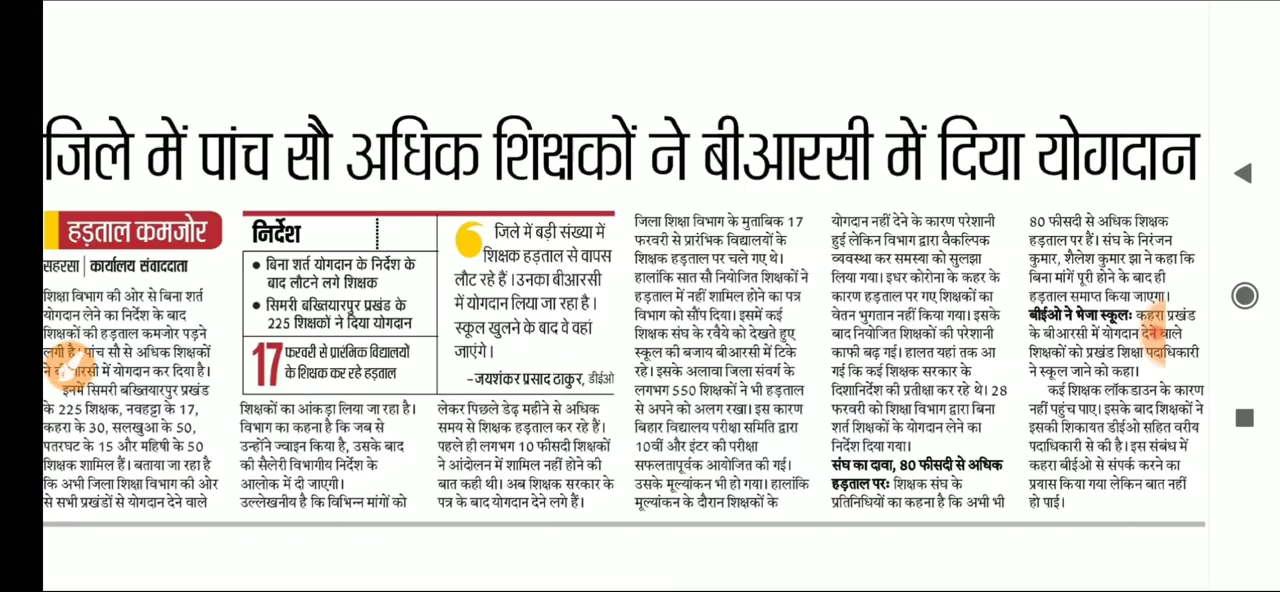 जिले में पांच सौ अधिक शिक्षकों ने बीआरसी में दिया योगदान
हड़ताल कमजोर
सहरसा | कार्यालय संवाददाता
शिक्षा विभाग की ओर से बिना शर्त
योगदान लेने का निर्देश के बाद
शिक्षकों की हड़ताल कमजोर पड़ने
लगी है। पांच सौ से अधिक शिक्षकों
ने आरसी में योगदान कर दिया है।
इनमें सिमरी बख्तियारपुर प्रखंड
के 225 शिक्षक, नवहट्टा के 17,
कहरा के 30, सलखुआ के 50,
पतरघट के 15 और महिषी के 50
शिक्षक शामिल हैं। बताया जा रहा है
कि अभी जिला शिक्षा विभाग की ओर
से सभी प्रखंडों से योगदान देने वाले
निर्देश
● बिना शर्त योगदान के निर्देश के
बाद लौटने लगे शिक्षक
● सिमरी बख्तियारपुर प्रखंड के
225 शिक्षकों ने दिया योगदान
17 फरवरी से प्रारंभिक विद्यालयों
के शिक्षक कर रहे हड़ताल
जिले में बड़ी संख्या में
शिक्षक हड़ताल से वापस
लौट रहे हैं। उनका बीआरसी
में योगदान लिया जा रहा है।
स्कूल खुलने के बाद वे वहां
जाएंगे।
-जयशंकर प्रसाद ठाकुर, डीईओ
शिक्षकों का आंकड़ा लिया जा रहा है।
विभाग का कहना है कि जब से
उन्होंने ज्वाइन किया है, उसके बाद
की सैलेरी विभागीय निर्देश के
आलोक में दी जाएगी।
उल्लेखनीय है कि विभिन्न मांगों को
लेकर पिछले डेढ़ महीने से अधिक
समय से शिक्षक हड़ताल कर रहे हैं।
पहले ही लगभग 10 फीसदी शिक्षकों
ने आंदोलन में शामिल नहीं होने की
बात कही थी। अब शिक्षक सरकार के
पत्र के बाद योगदान देने लगे हैं।
जिला शिक्षा विभाग के मुताबिक 17
फरवरी से प्रारंभिक विद्यालयों के
शिक्षक हड़ताल पर चले गए थे।
हालांकि सात सौ नियोजित शिक्षकों ने
हड़ताल में नहीं शामिल होने का पत्र
विभाग को सौंप दिया। इसमें कई
शिक्षक संघ के रवैये को देखते हुए
स्कूल की बजाय बीआरसी में टिके
रहे। इसके अलावा जिला संवर्ग के
लगभग 550 शिक्षकों ने भी हड़ताल
से अपने को अलग रखा। इस कारण
बिहार विद्यालय परीक्षा समिति द्वारा
10वीं और इंटर की परीक्षा
सफलतापूर्वक आयोजित की गई।
उसके मूल्यांकन भी हो गया। हालांकि
मूल्यांकन के दौरान शिक्षकों के
योगदान नहीं देने के कारण परेशानी
हुई लेकिन विभाग द्वारा वैकल्पिक
व्यवस्था कर समस्या को सुलझा
लिया गया। इधर कोरोना के कहर के
कारण हड़ताल पर गए शिक्षकों का
वेतन भुगतान नहीं किया गया। इसके
बाद नियोजित शिक्षकों की परेशानी
काफी बढ़ गई। हालत यहां तक आ
गई कि कई शिक्षक सरकार के
दिशानिर्देश की प्रतीक्षा कर रहे थे। 28
फरवरी को शिक्षा विभाग द्वारा बिना
शर्त शिक्षकों के योगदान लेने का
निर्देश दिया गया।
संघ का दावा, 80 फीसदी से अधिक
हड़ताल पर: शिक्षक संघ के
प्रतिनिधियों का कहना है कि अभी भी
80 फीसदी से अधिक शिक्षक
हड़ताल पर हैं। संघ के निरंजन
कुमार, शैलेश कुमार झा ने कहा कि
बिना मांगें पूरी होने के बाद ही
हड़ताल समाप्त किया जाएगा।
बीईओ ने भेजा स्कूल: कहरा प्रखंड
के बीआरसी में योगदान देने वाले
शिक्षकों को प्रखंड शिक्षा पदाधिकारी
ने स्कूल जाने को कहा।
कई शिक्षक लॉकडाउन के कारण
नहीं पहुंच पाए। इसके बाद शिक्षकों ने
इसकी शिकायत डीईओ सहित वरीय
पदाधिकारी से की है। इस संबंध में
कहरा बीईओ से संपर्क करने का
प्रयास किया गया लेकिन बात नहीं
हो पाई।